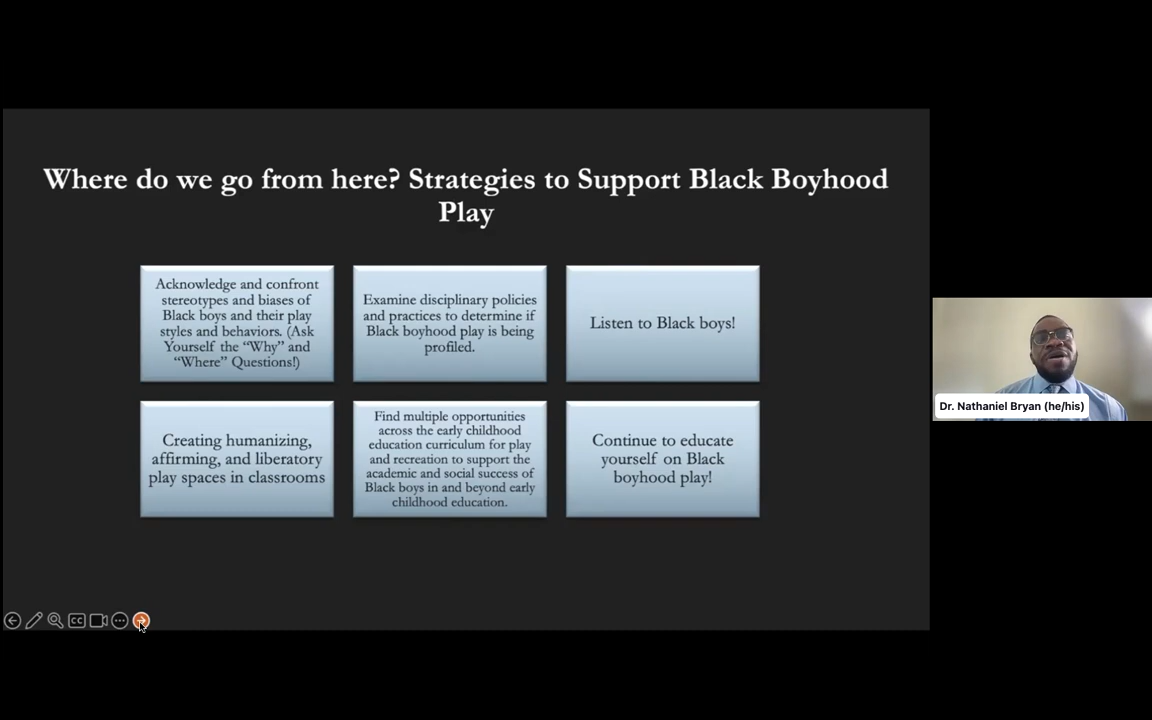 Where do we go from here? Strategies to Support Black Boyhood
Play
Acknowledge and confront
stereotypes and biases of
Black boys and their play
styles and behaviors. (Ask
Yourself the “Why” and
“Where” Questions!)
Examine disciplinary policies
and practices to determine if
Black boyhood play is being
profiled.
Listen to Black boys!
Creating humanizing,
affirming, and liberatory
play spaces in classrooms
Find multiple opportunities
across the early childhood
education curriculum for play
and recreation to support the
academic and social success of
Black boys in and beyond early
childhood education.
Continue to educate
yourself on Black
boyhood play!
Dr. Nathaniel Bryan (he/his)
CC